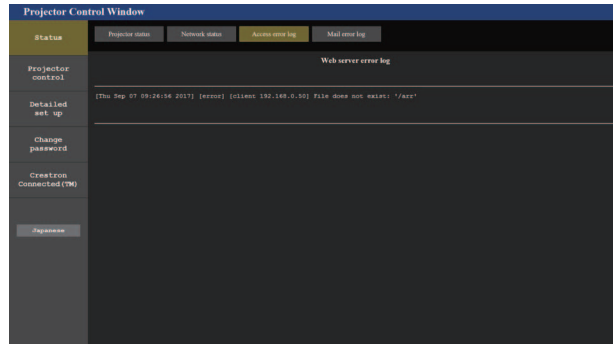 Projector Control Window
Status
Projector status
Network status
Access error log
Mail error log
Web server error log
Projector
control
[Thu Sep 07 09:28:56 2017] [error] [client 192.168.0.50] File does not exist: '/arr'
Detailed
set up
Change
password
Crestron
Connected(TM)
Japanese